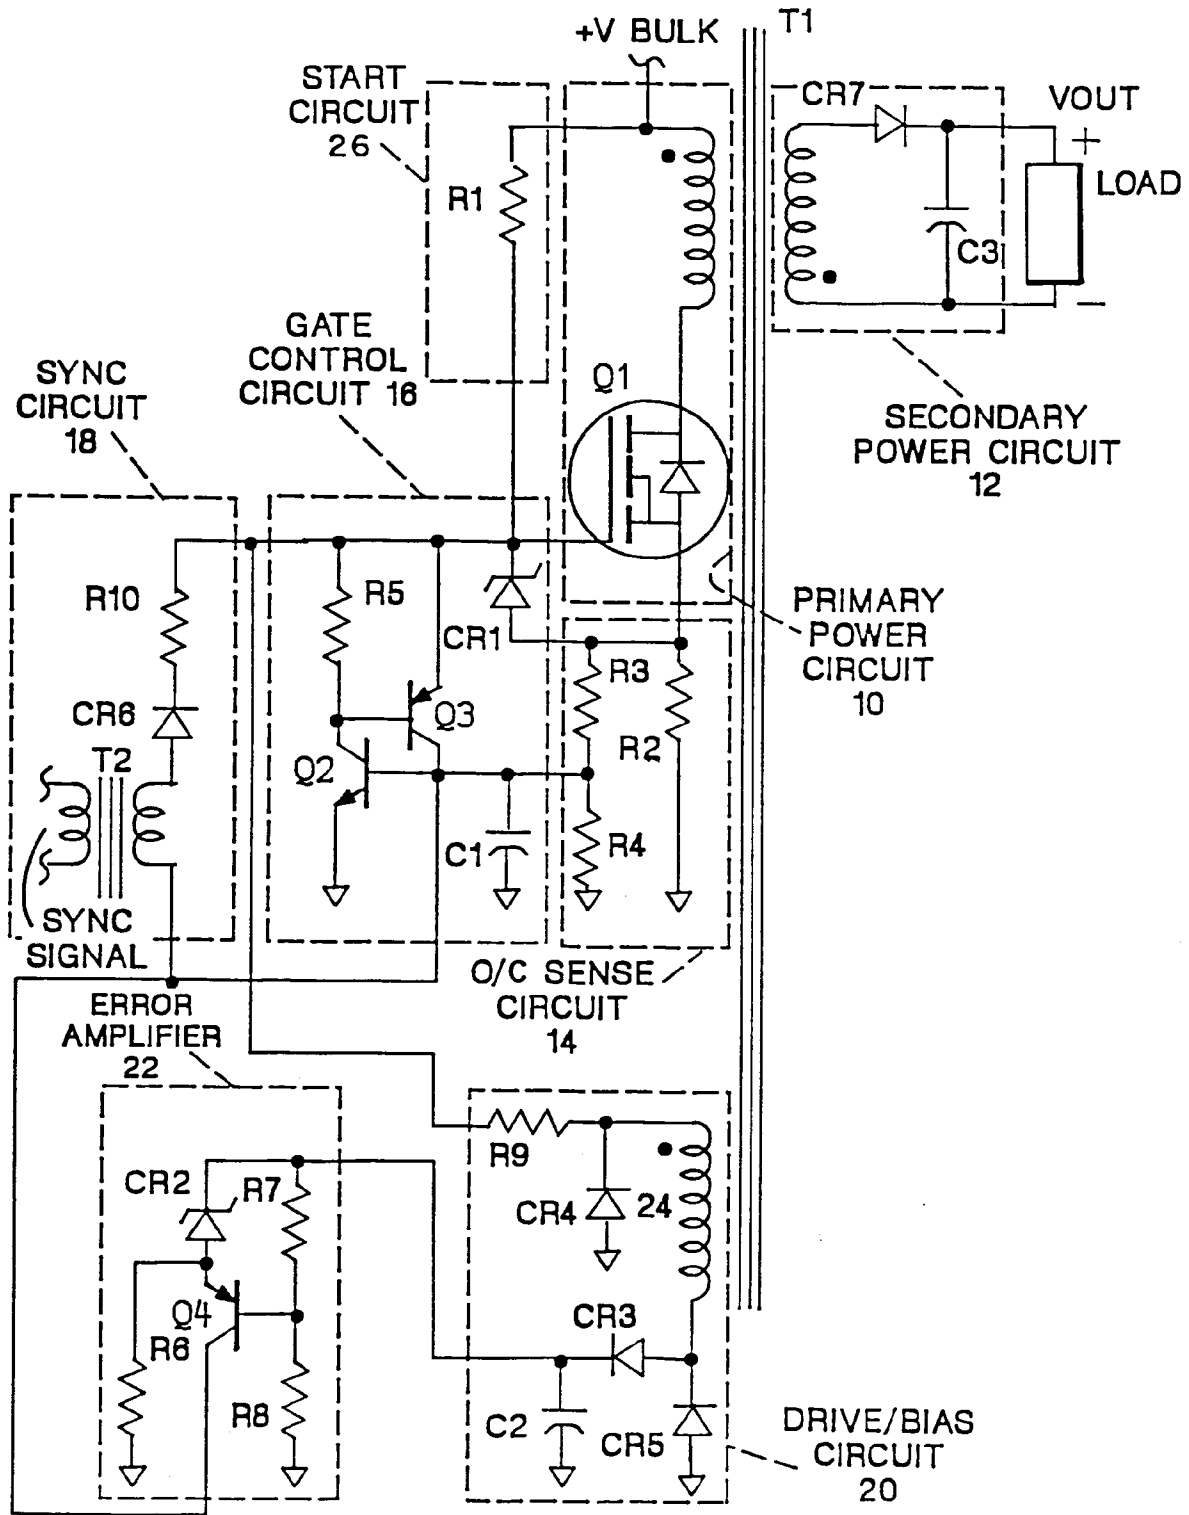 +V BULK
T1
START
CIRCUIT
26
R1
CR7
VOUT
+
LOAD
C3
−
GATE
CONTROL
CIRCUIT 16
SYNC
CIRCUIT
18
Q1
SECONDARY
POWER CIRCUIT
12
R10
R5
CR1
PRIMARY
POWER
CIRCUIT
10
R3
CR6
Q3
R2
T2
Q2
C1
R4
SYNC
SIGNAL
O/C SENSE
CIRCUIT
14
ERROR
AMPLIFIER
22
R9
CR2
R7
CR4
24
Q4
R6
CR3
R8
C2
CR5
DRIVE/BIAS
CIRCUIT
20